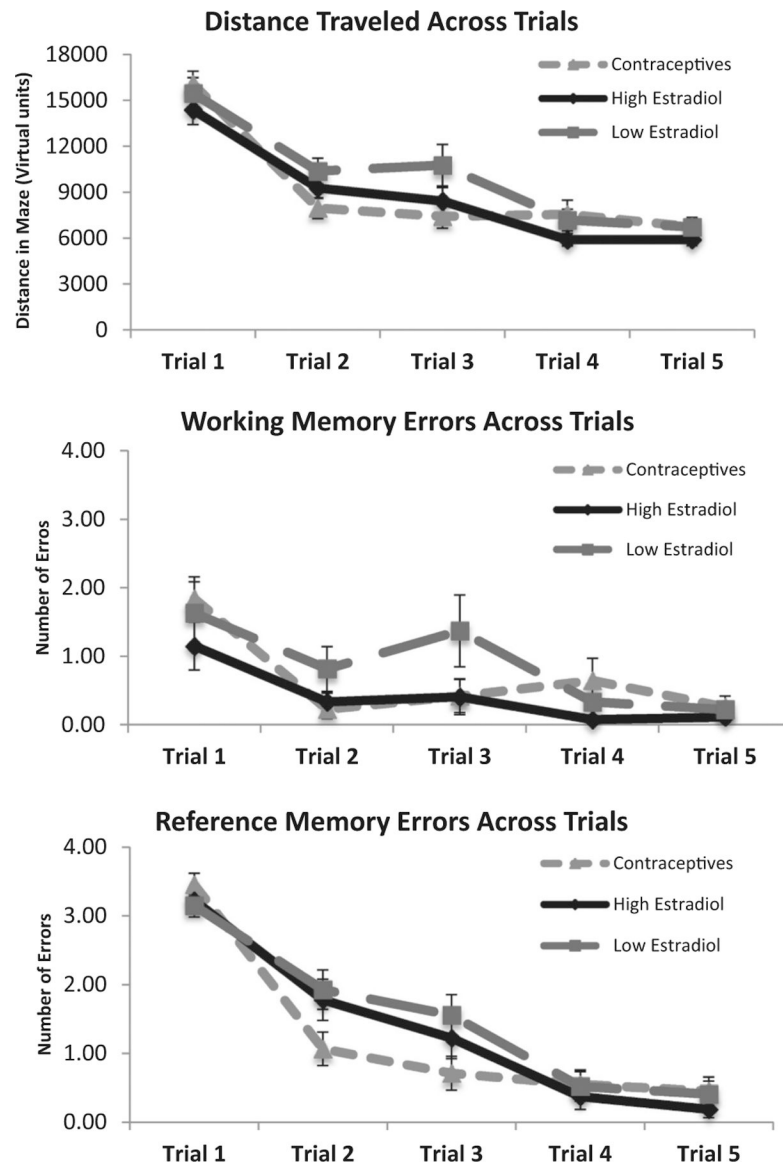 Distance Traveled Across Trials
Distance in Maze (Virtual units)
18000
15000
12000
9000
6000
3000
0
Contraceptives
High Estradiol
Low Estradiol
Trial 1 Trial 2 Trial 3 Trial 4 Trial 5
Working Memory Errors Across Trials
Number of Erros
4.00
3.00
2.00
1.00
0.00
Contraceptives
High Estradiol
Low Estradiol
Trial 1 Trial 2 Trial 3 Trial 4 Trial 5
Reference Memory Errors Across Trials
Number of Errors
4.00
3.00
2.00
1.00
0.00
Contraceptives
High Estradiol
Low Estradiol
Trial 1 Trial 2 Trial 3 Trial 4 Trial 5